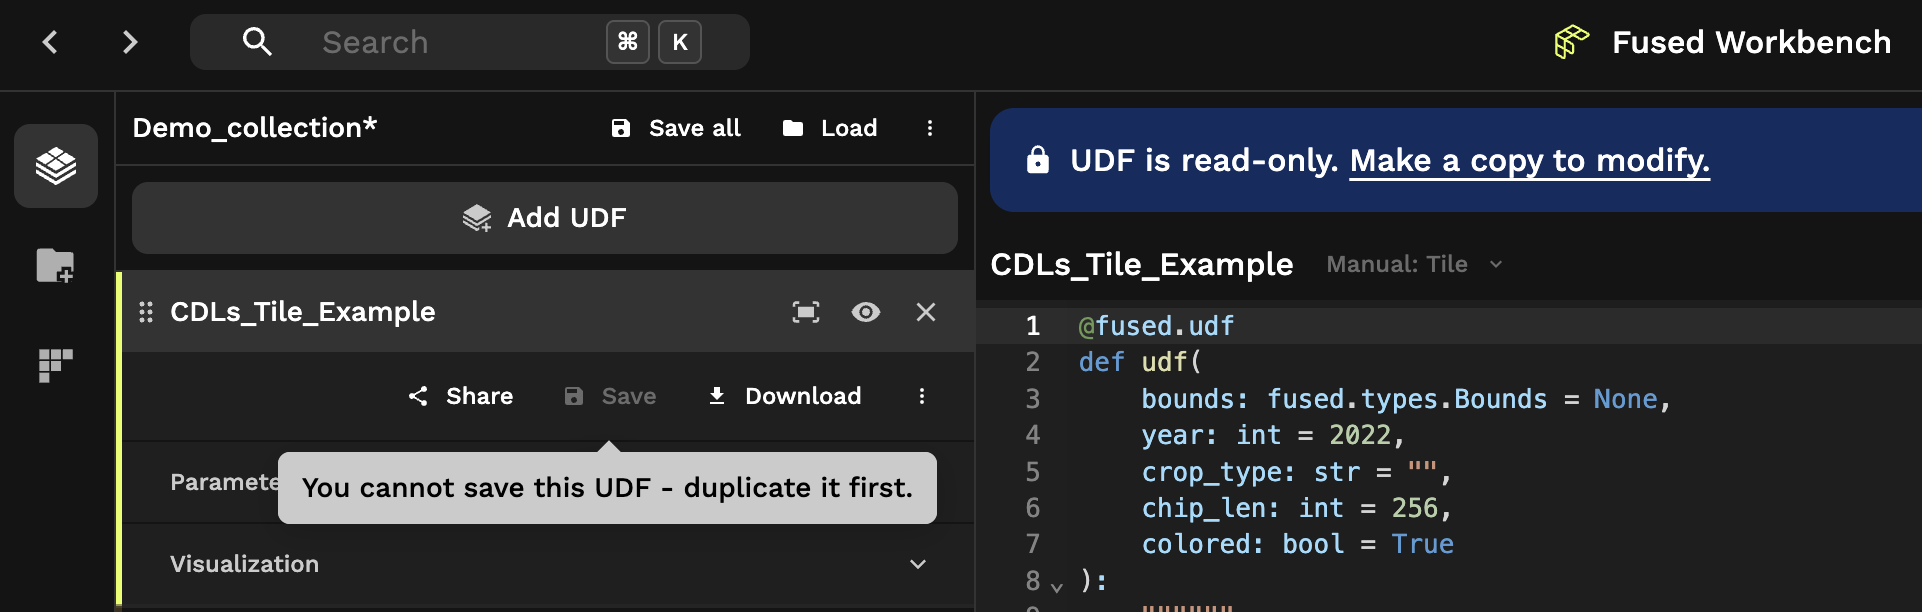 Search ⌘ K
Fused Workbench
Demo_collection*
Save all
Load
Add UDF
CDLs_Tile_Example
Share
Save
Download
You cannot save this UDF - duplicate it first.
Visualization
UDF is read-only. Make a copy to modify.
CDLs_Tile_Example
Manual: Tile
1 @fused.udf
2 def udf(
3 bounds: fused.types.Bounds = None,
4 year: int = 2022,
5 crop_type: str = "",
6 chip_len: int = 256,
7 colored: bool = True
8 ):